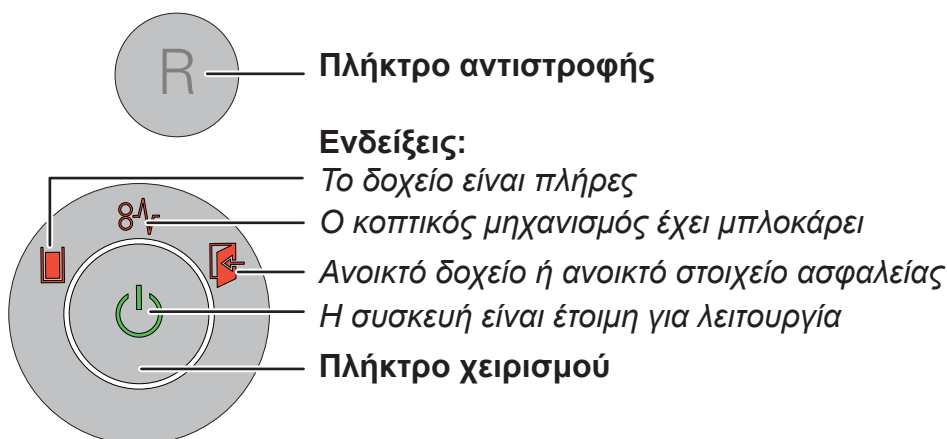 R
Πλήκτρο αντιστροφής
Ενδείξεις:
Το δοχείο είναι πλήρες
Ο κοπτικός μηχανισμός έχει μπλοκάρει
Ανοικτό δοχείο ή ανοικτό στοιχείο ασφαλείας
Η συσκευή είναι έτοιμη για λειτουργία
Πλήκτρο χειρισμού